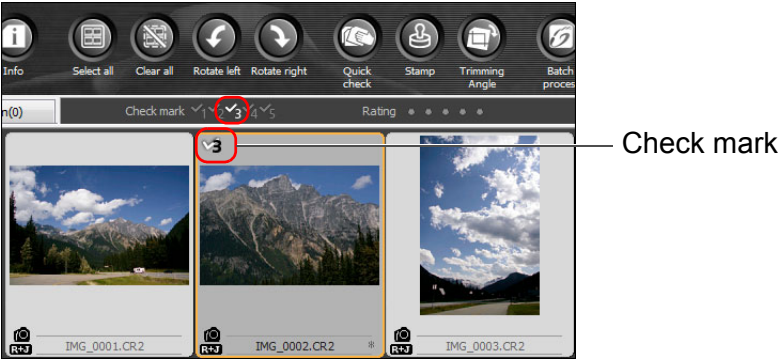 Info Select all Clear all Rotate left Rotate right Quick check Stamp Trimming Angle Batch proces
n(0) Check mark 1 2 3 4 5 Rating
3
Check mark
R+J IMG_0001.CR2 R+J IMG_0002.CR2 * R+J IMG_0003.CR2